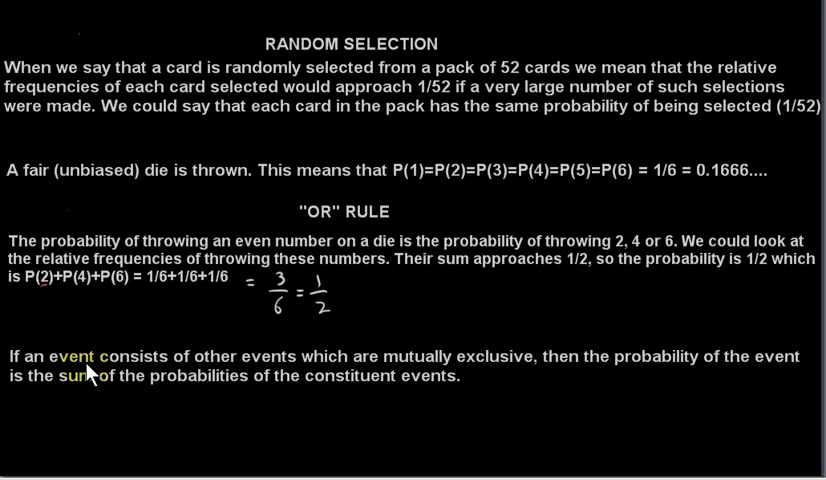 RANDOM SELECTION
When we say that a card is randomly selected from a pack of 52 cards we mean that the relative
frequencies of each card selected would approach 1/52 if a very large number of such selections
were made. We could say that each card in the pack has the same probability of being selected (1/52)
A fair (unbiased) die is thrown. This means that P(1)=P(2)=P(3)=P(4)=P(5)=P(6) = 1/6 = 0.1666....
"OR" RULE
The probability of throwing an even number on a die is the probability of throwing 2, 4 or 6. We could look at
the relative frequencies of throwing these numbers. Their sum approaches 1/2, so the probability is 1/2 which
is P(2)+P(4)+P(6) = 1/6+1/6+1/6 = 3/6 = 1/2
If an event consists of other events which are mutually exclusive, then the probability of the event
is the sum of the probabilities of the constituent events.